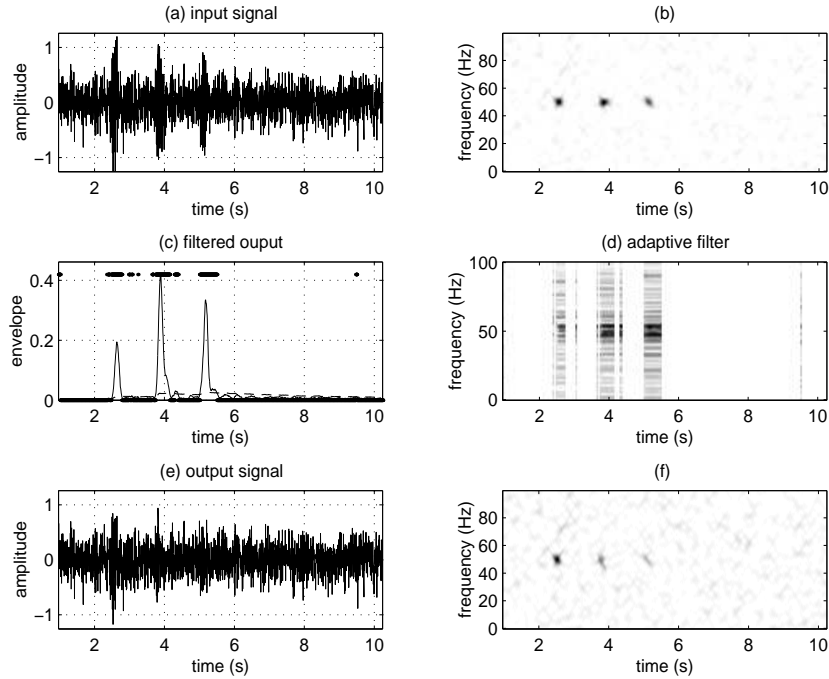 (a) input signal
1
0
−1
amplitude
2 4 6 8 10
time (s)
(b)
80
60
40
20
0
frequency (Hz)
2 4 6 8 10
time (s)
(c) filtered ouput
0.4
0.2
0
envelope
2 4 6 8 10
time (s)
(d) adaptive filter
100
50
0
frequency (Hz)
2 4 6 8 10
time (s)
(e) output signal
1
0
−1
amplitude
2 4 6 8 10
time (s)
(f)
80
60
40
20
0
frequency (Hz)
2 4 6 8 10
time (s)